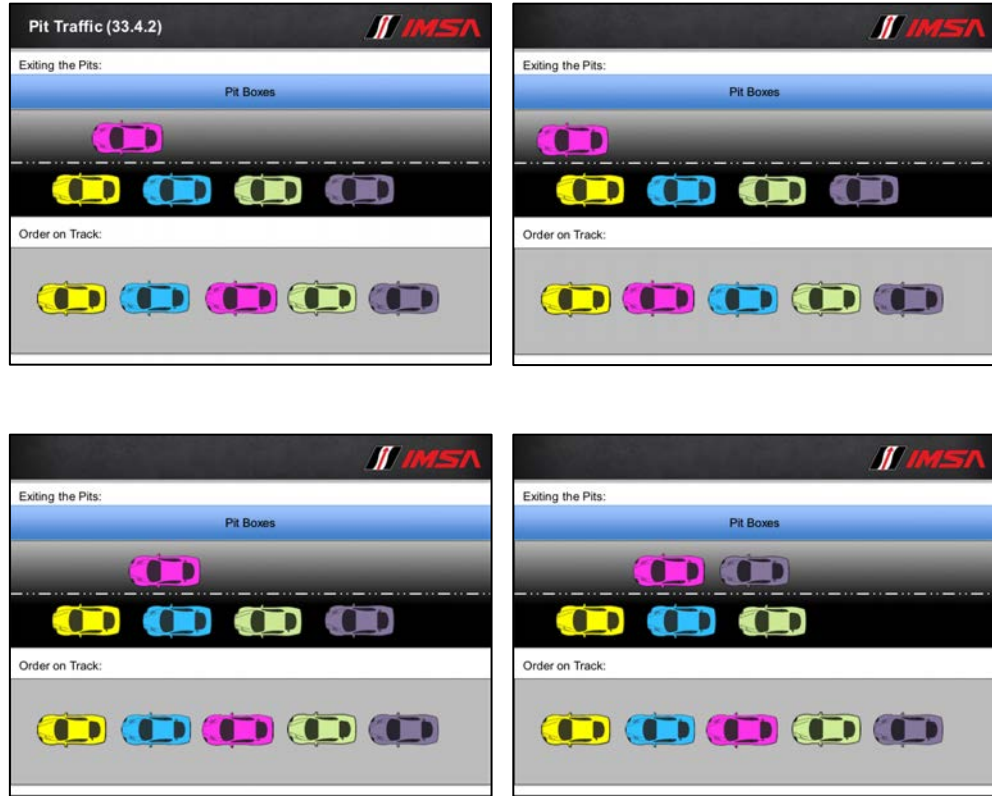 Pit Traffic (33.4.2)
IMSA
Exiting the Pits:
Pit Boxes
Order on Track:
IMSA
Exiting the Pits:
Pit Boxes
Order on Track:
IMSA
Exiting the Pits:
Pit Boxes
Order on Track:
IMSA
Exiting the Pits:
Pit Boxes
Order on Track: